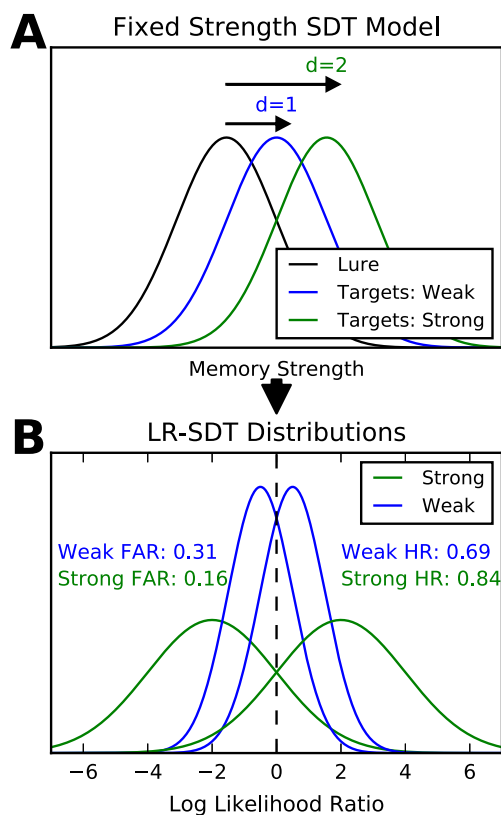 A
Fixed Strength SDT Model
d=2
d=1
Lure
Targets: Weak
Targets: Strong
Memory Strength
B
LR-SDT Distributions
Strong
Weak
Weak FAR: 0.31
Weak HR: 0.69
Strong FAR: 0.16
Strong HR: 0.84
−6 −4 −2 0 2 4 6
Log Likelihood Ratio